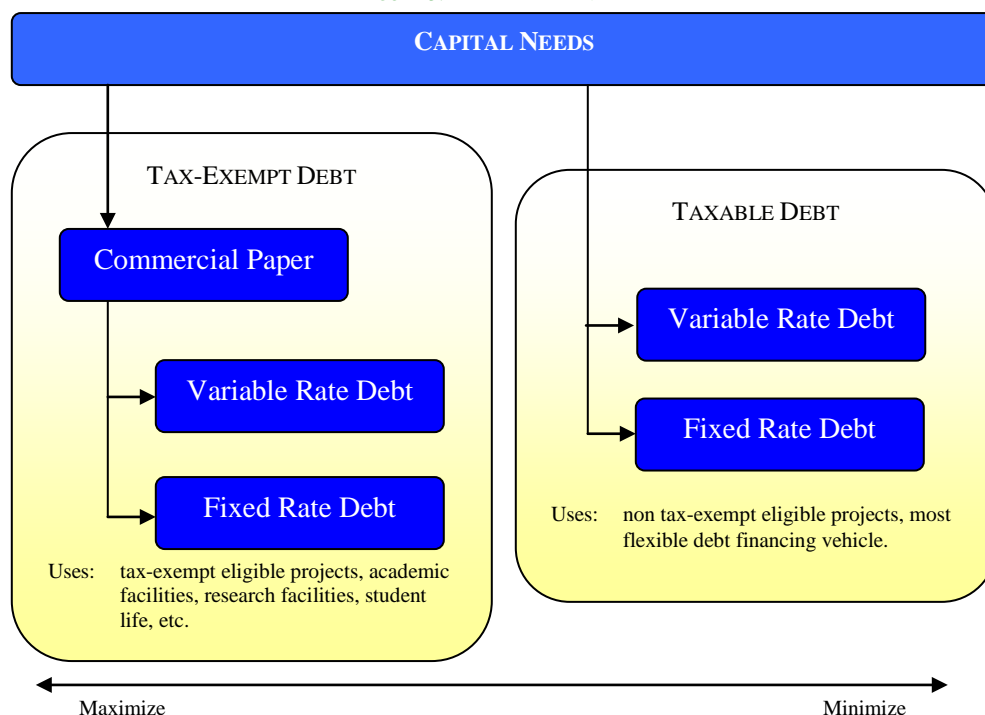 CAPITAL NEEDS
TAX-EXEMPT DEBT
Commercial Paper
Variable Rate Debt
Fixed Rate Debt
Uses: tax-exempt eligible projects, academic
facilities, research facilities, student
life, etc.
TAXABLE DEBT
Variable Rate Debt
Fixed Rate Debt
Uses: non tax-exempt eligible projects, most
flexible debt financing vehicle.
Maximize Minimize